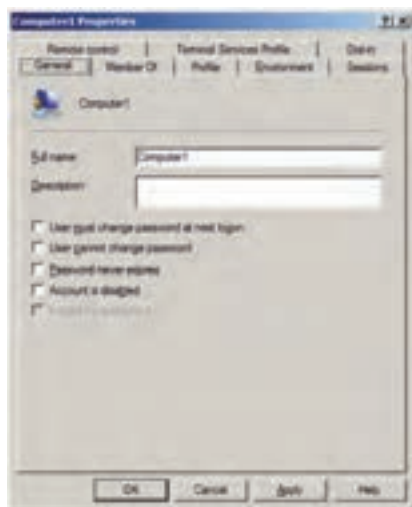 Computer1 Properties
Remote control Terminal Services Profile Dial-in
General Member Of Profile Environment Sessions
Computer1
Full name: Computer1
Description:
User must change password at next logon
User cannot change password
Password never expires
Account is disabled
OK Cancel Apply Help